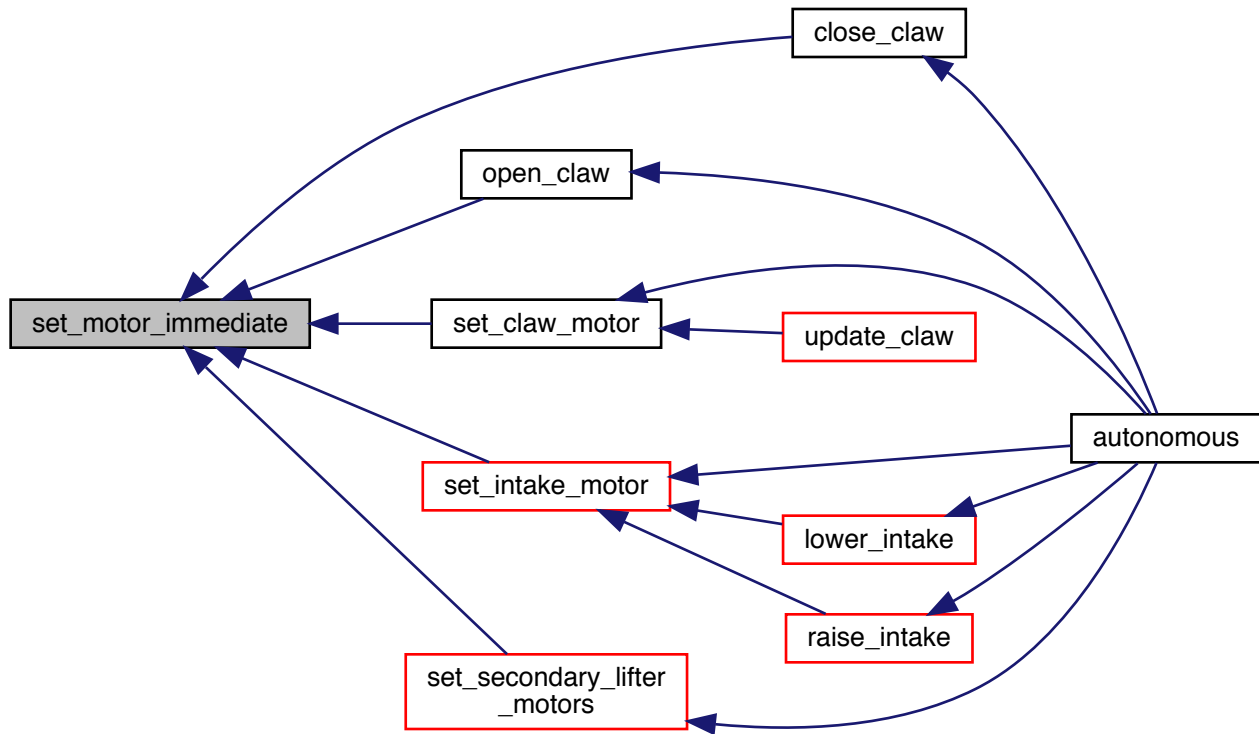 close_claw
open_claw
set_motor_immediate
set_claw_motor
update_claw
autonomous
set_intake_motor
lower_intake
raise_intake
set_secondary_lifter
_motors